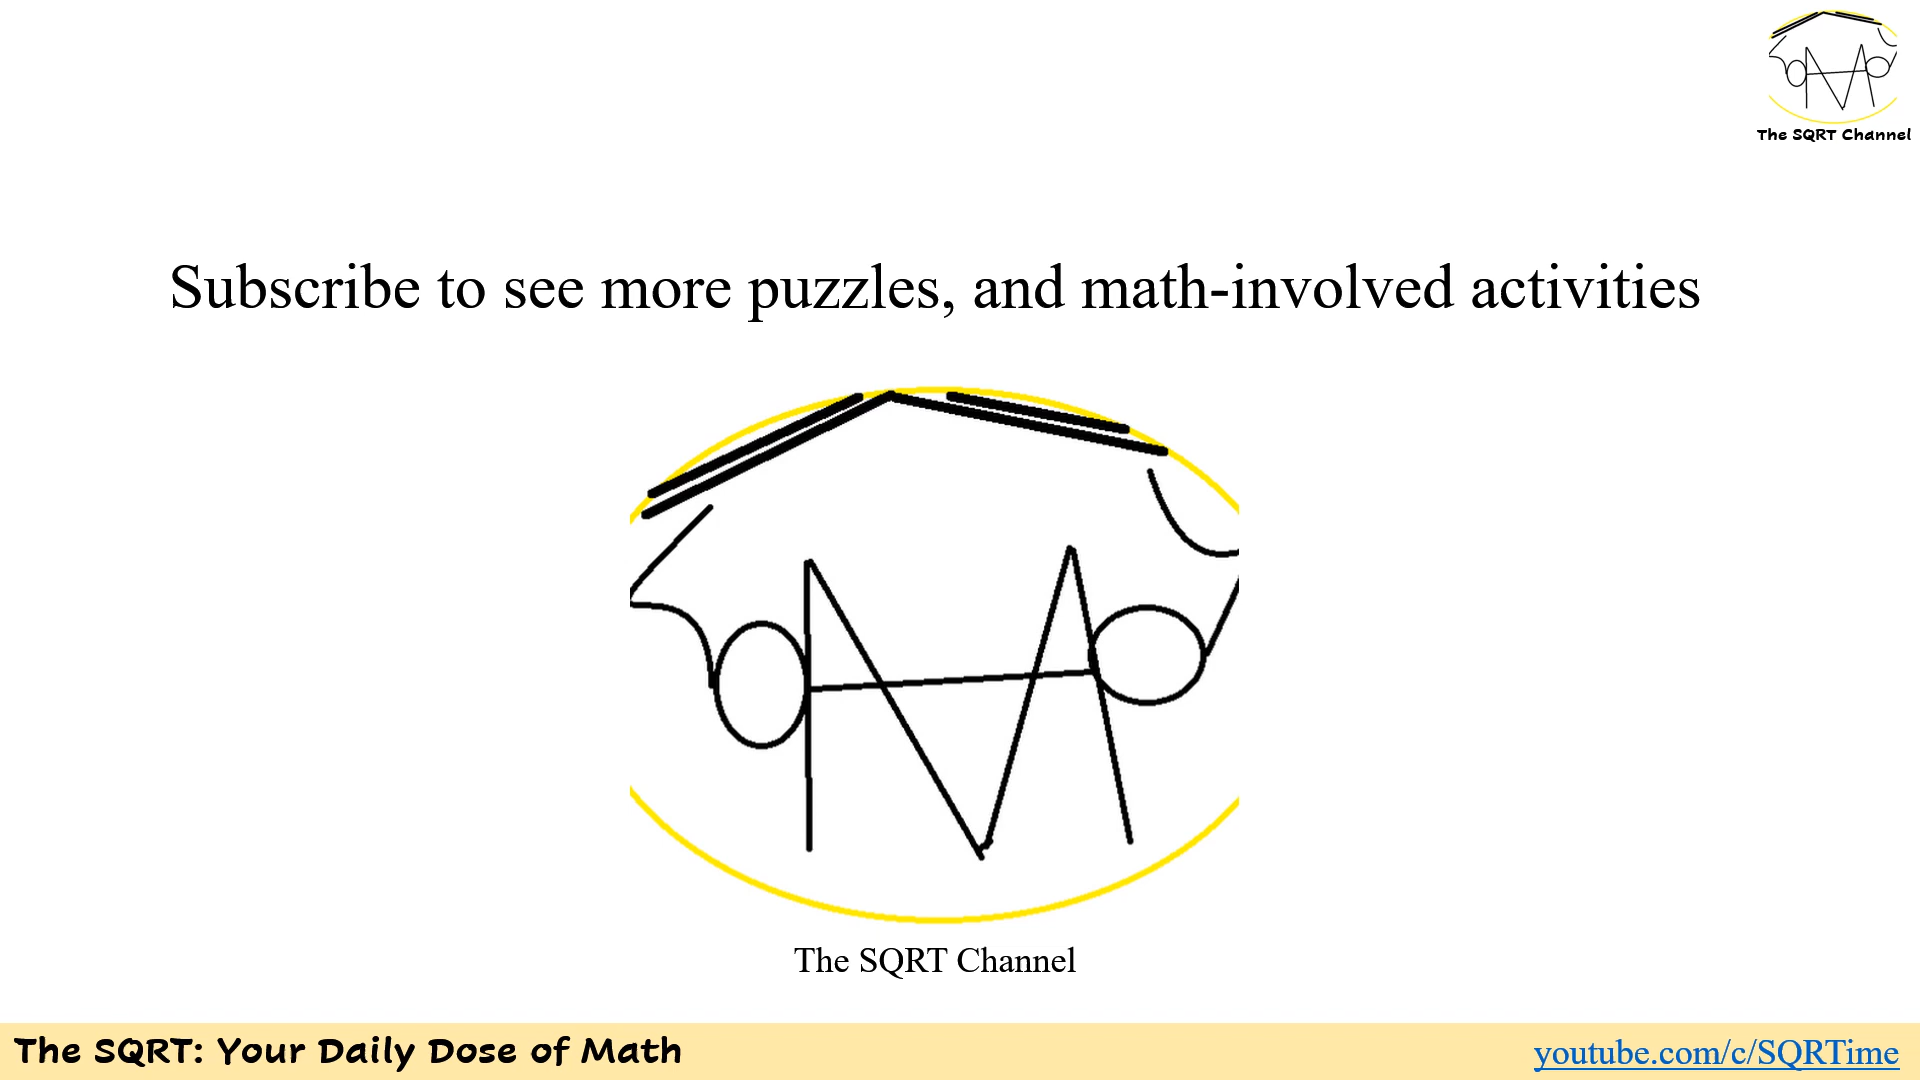 The SQRT Channel
Subscribe to see more puzzles, and math-involved activities
The SQRT Channel
The SQRT: Your Daily Dose of Math
youtube.com/c/SQRTime